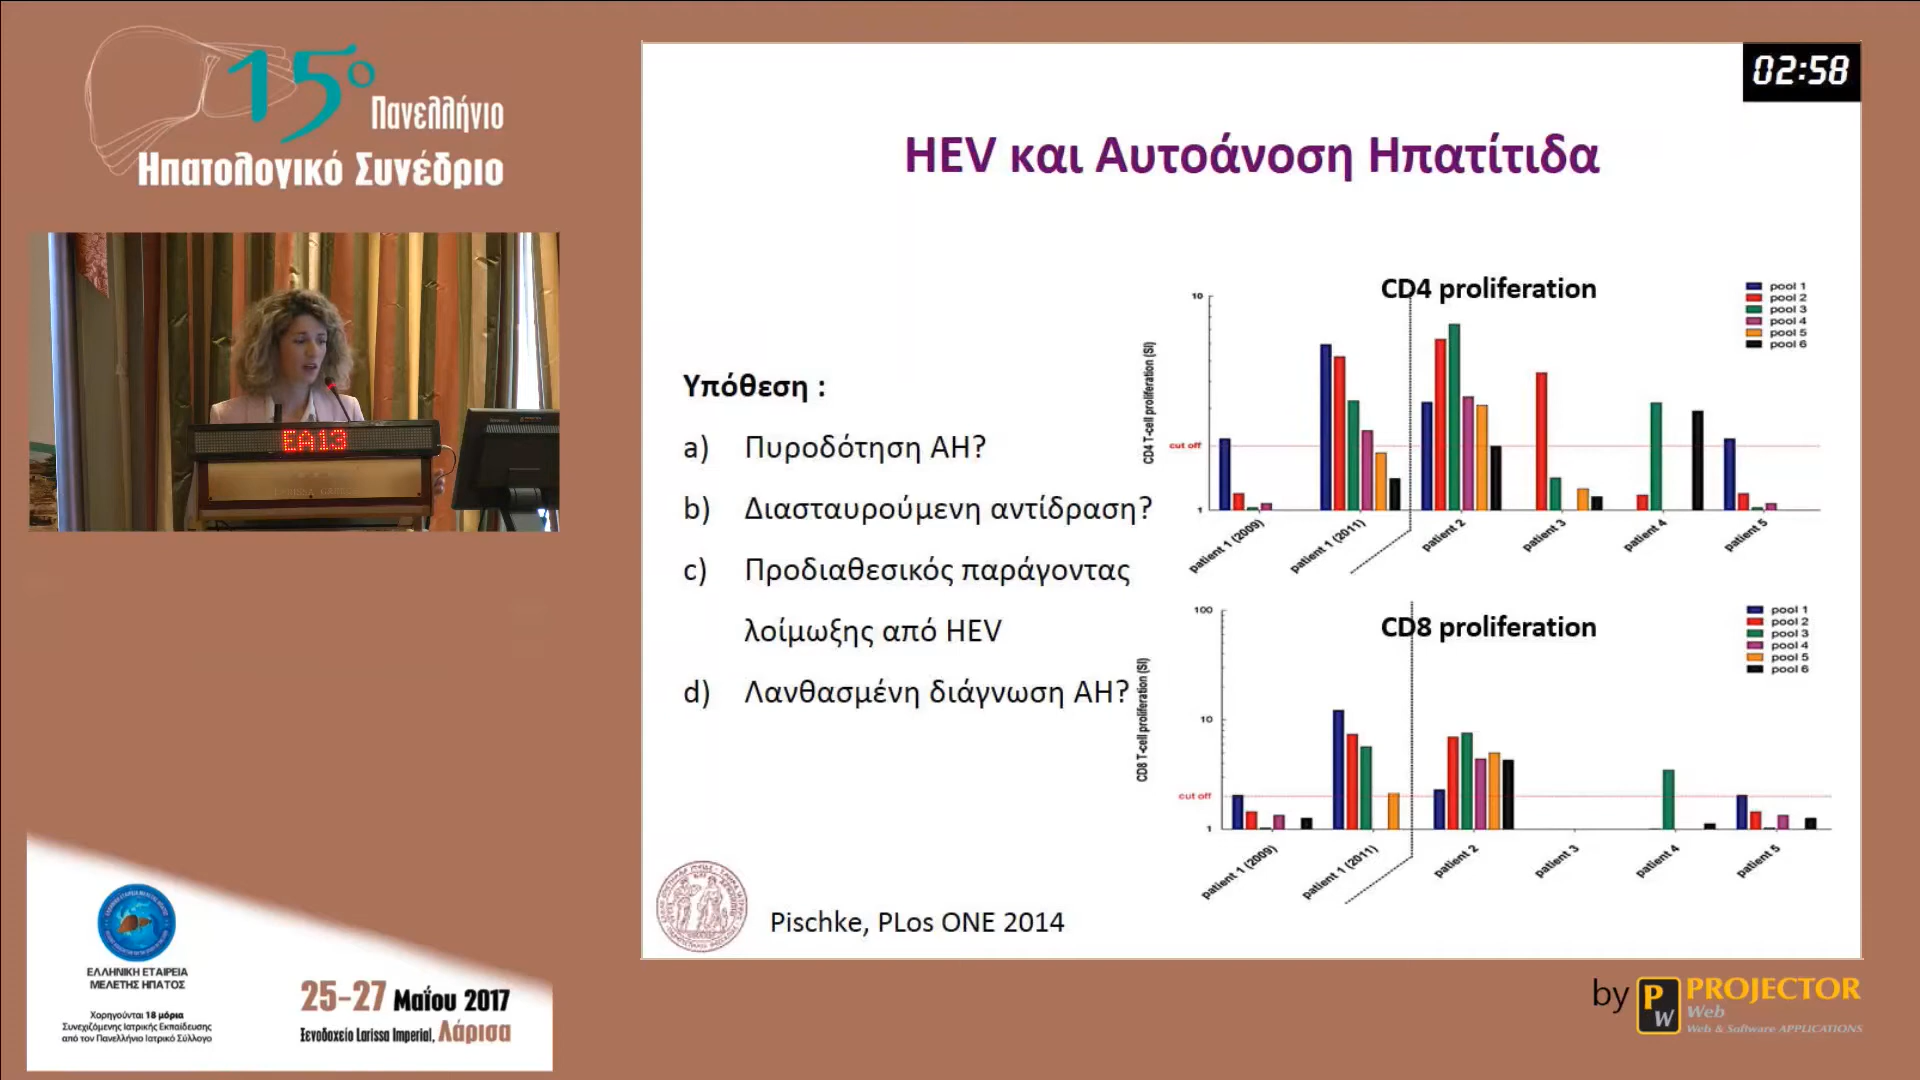 15ο
Πανελλήνιο
Ηπατολογικό Συνέδριο
EA13
LARISSA
02:58
HEV και Αυτοάνοση Ηπατίτιδα
Υπόθεση :
a) Πυροδότηση ΑΗ?
b) Διασταυρούμενη αντίδραση?
c) Προδιαθεσικός παράγοντας
λοίμωξης από HEV
d) Λανθασμένη διάγνωση ΑΗ?
CD4 proliferation
pool 1
pool 2
pool 3
pool 4
pool 5
pool 6
CD4 T-cell proliferation (SI)
10
cut off
1
patient 1 (2009)
patient 1 (2011)
patient 2
patient 3
patient 4
patient 5
CD8 proliferation
pool 1
pool 2
pool 3
pool 4
pool 5
pool 6
CD8 T-cell proliferation (SI)
100
10
cut off
1
patient 1 (2009)
patient 1 (2011)
patient 2
patient 3
patient 4
patient 5
Pischke, PLos ONE 2014
ΕΛΛΗΝΙΚΗ ΕΤΑΙΡΕΙΑ
ΜΕΛΕΤΗΣ ΗΠΑΤΟΣ
Χορηγούνται 18 μόρια
Συνεχιζόμενης Ιατρικής Εκπαίδευσης
από τον Πανελλήνιο Ιατρικό Σύλλογο
25-27 Μαΐου 2017
Ξενοδοχείο Larissa Imperial, Λάρισα
by PW PROJECTOR
Web
Web & Software APPLICATIONS